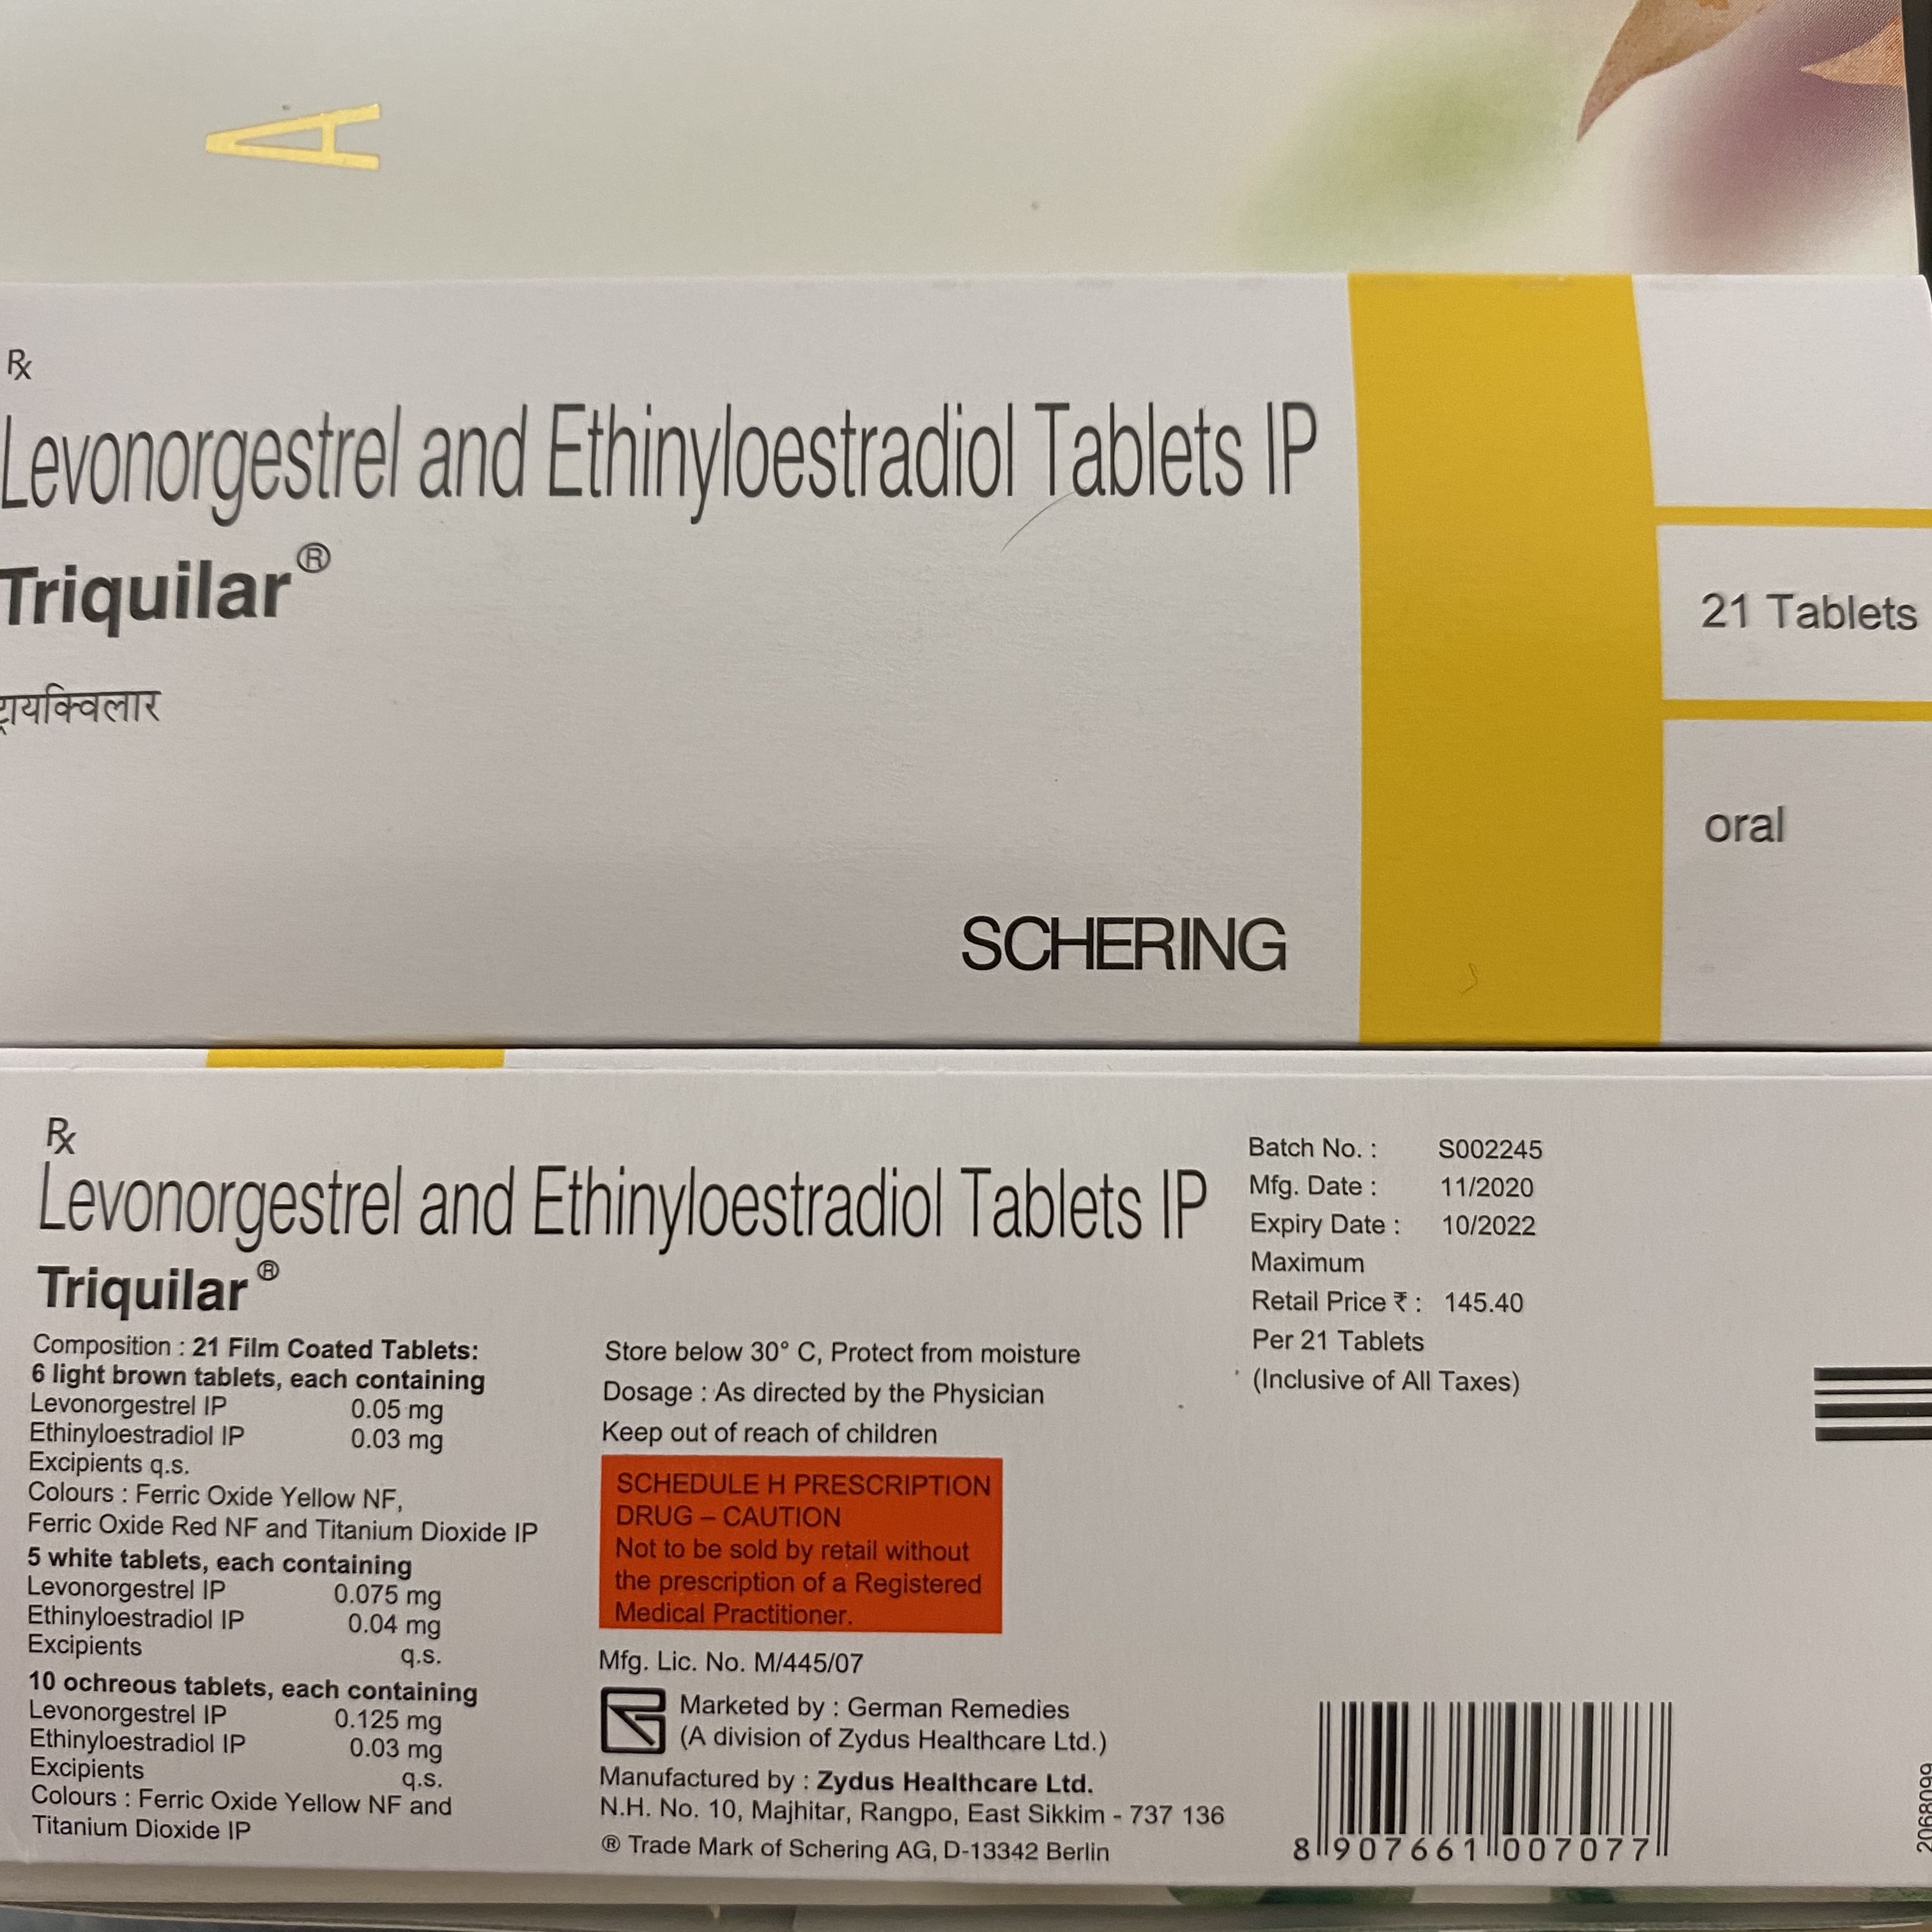 A
Rx
Levonorgestrel and Ethinyloestradiol Tablets IP
Triquilar®
ट्रायक्विलार
21 Tablets
oral
SCHERING
Rx
Levonorgestrel and Ethinyloestradiol Tablets IP
Triquilar®
Composition : 21 Film Coated Tablets:
6 light brown tablets, each containing
Levonorgestrel IP 0.05 mg
Ethinyloestradiol IP 0.03 mg
Excipients q.s.
Colours : Ferric Oxide Yellow NF,
Ferric Oxide Red NF and Titanium Dioxide IP
5 white tablets, each containing
Levonorgestrel IP 0.075 mg
Ethinyloestradiol IP 0.04 mg
Excipients q.s.
10 ochreous tablets, each containing
Levonorgestrel IP 0.125 mg
Ethinyloestradiol IP 0.03 mg
Excipients q.s.
Colours : Ferric Oxide Yellow NF and
Titanium Dioxide IP
Store below 30° C, Protect from moisture
Dosage : As directed by the Physician
Keep out of reach of children
SCHEDULE H PRESCRIPTION
DRUG – CAUTION
Not to be sold by retail without
the prescription of a Registered
Medical Practitioner.
Mfg. Lic. No. M/445/07
Marketed by : German Remedies
(A division of Zydus Healthcare Ltd.)
Manufactured by : Zydus Healthcare Ltd.
N.H. No. 10, Majhitar, Rangpo, East Sikkim - 737 136
® Trade Mark of Schering AG, D-13342 Berlin
Batch No. : S002245
Mfg. Date : 11/2020
Expiry Date : 10/2022
Maximum
Retail Price ₹ : 145.40
Per 21 Tablets
(Inclusive of All Taxes)
8 907661 007077
2068099